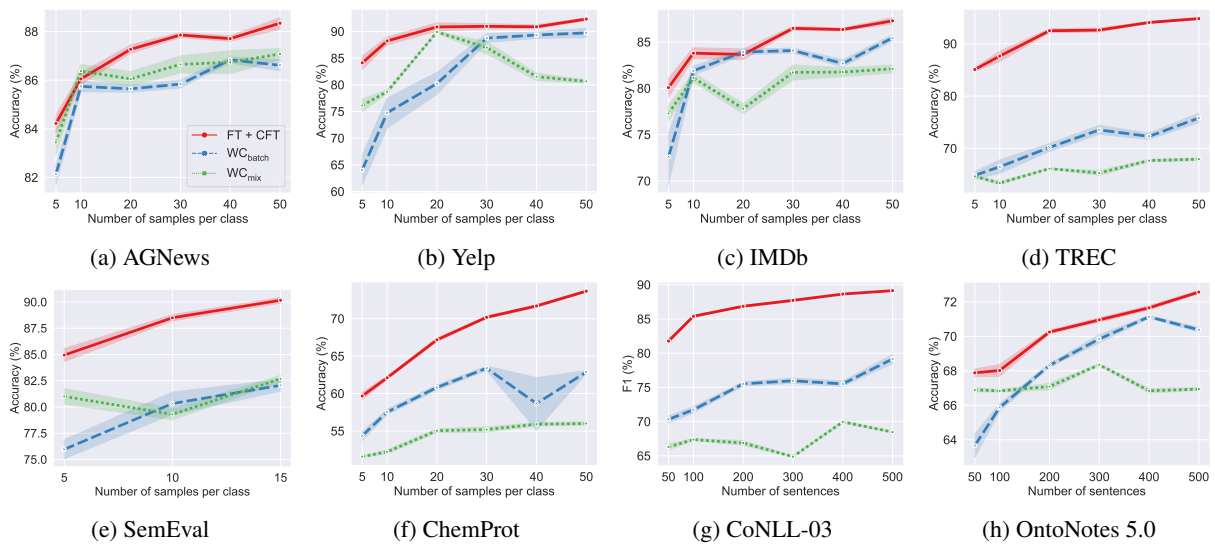 88
86
84
82
Accuracy (%)
5 10 20 30 40 50
Number of samples per class
FT + CFT
WCbatch
WCmix
(a) AGNews
95
90
85
80
75
70
65
60
Accuracy (%)
5 10 20 30 40 50
Number of samples per class
(b) Yelp
85
80
75
70
Accuracy (%)
5 10 20 30 40 50
Number of samples per class
(c) IMDb
90
80
70
Accuracy (%)
5 10 20 30 40 50
Number of samples per class
(d) TREC
90.0
87.5
85.0
82.5
80.0
77.5
75.0
Accuracy (%)
5 10 15
Number of samples per class
(e) SemEval
70
65
60
55
Accuracy (%)
5 10 20 30 40 50
Number of samples per class
(f) ChemProt
90
85
80
75
70
65
F1 (%)
50 100 200 300 400 500
Number of sentences
(g) CoNLL-03
72
70
68
66
64
Accuracy (%)
50 100 200 300 400 500
Number of sentences
(h) OntoNotes 5.0